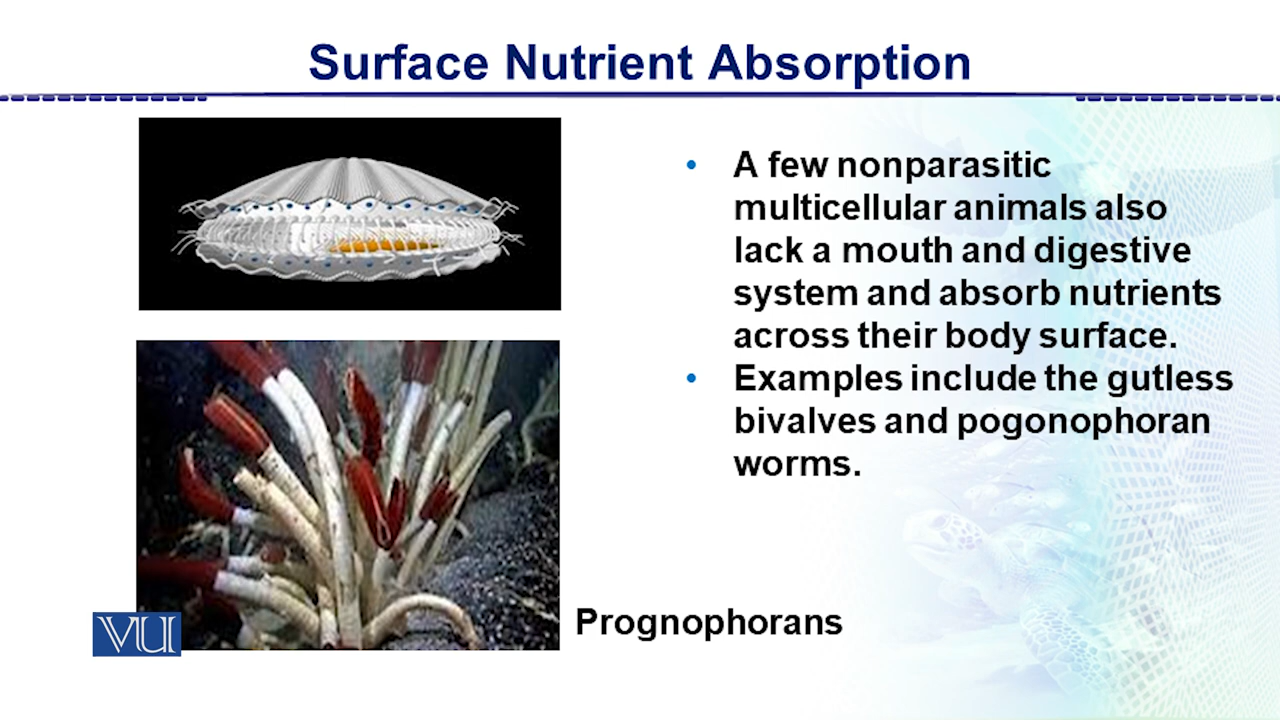 Surface Nutrient Absorption
• A few nonparasitic
multicellular animals also
lack a mouth and digestive
system and absorb nutrients
across their body surface.
• Examples include the gutless
bivalves and pogonophoran
worms.
Prognophorans
VU